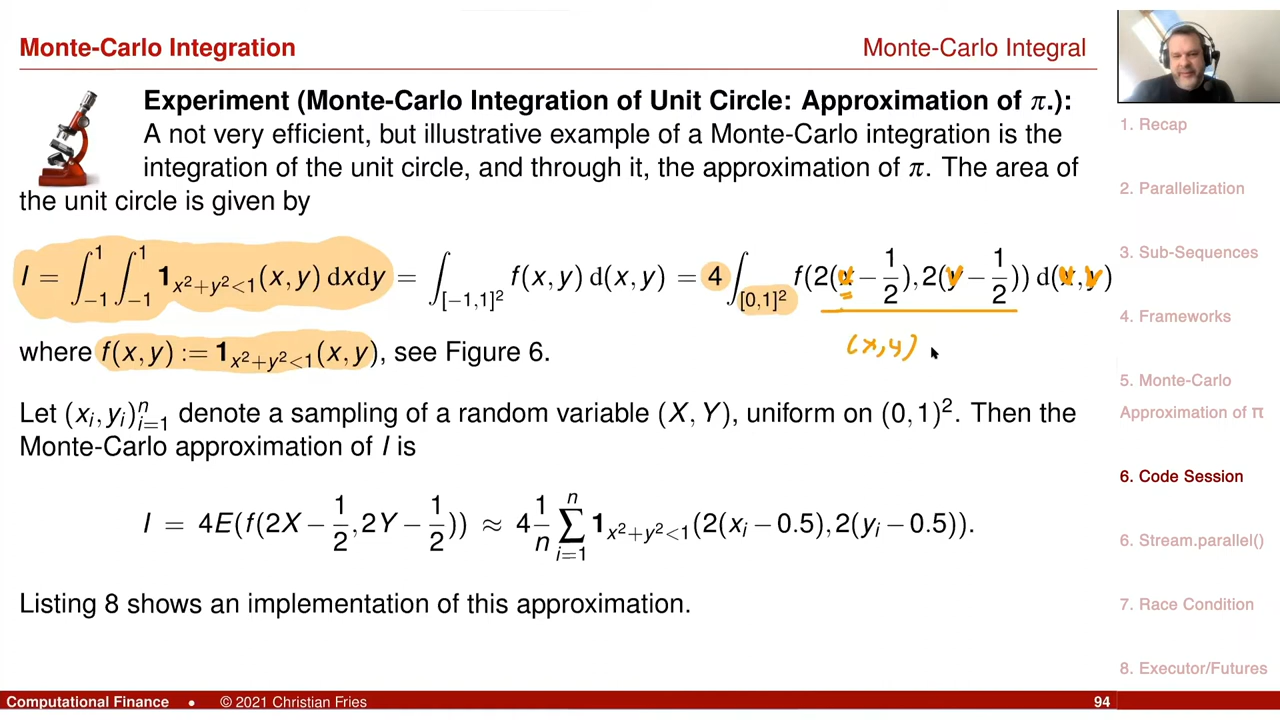 Monte-Carlo Integration
Monte-Carlo Integral
Experiment (Monte-Carlo Integration of Unit Circle: Approximation of π.):
A not very efficient, but illustrative example of a Monte-Carlo integration is the
integration of the unit circle, and through it, the approximation of π. The area of
the unit circle is given by
I = ∫_{-1}^{1} ∫_{-1}^{1} 1_{x²+y²<1}(x, y) dxdy = ∫_{[-1,1]²} f(x, y) d(x, y) = 4 ∫_{[0,1]²} f(2(x − 1/2), 2(y − 1/2)) d(x, y)
(x,y)
where f(x, y) := 1_{x²+y²<1}(x, y), see Figure 6.
Let (x_i, y_i)_{i=1}^{n} denote a sampling of a random variable (X, Y), uniform on (0, 1)². Then the
Monte-Carlo approximation of I is
I = 4E(f(2X − 1/2, 2Y − 1/2)) ≈ 4 1/n ∑_{i=1}^{n} 1_{x²+y²<1}(2(x_i − 0.5), 2(y_i − 0.5)).
Listing 8 shows an implementation of this approximation.
1. Recap
2. Parallelization
3. Sub-Sequences
4. Frameworks
5. Monte-Carlo
Approximation of π
6. Code Session
6. Stream.parallel()
7. Race Condition
8. Executor/Futures
Computational Finance • © 2021 Christian Fries 94